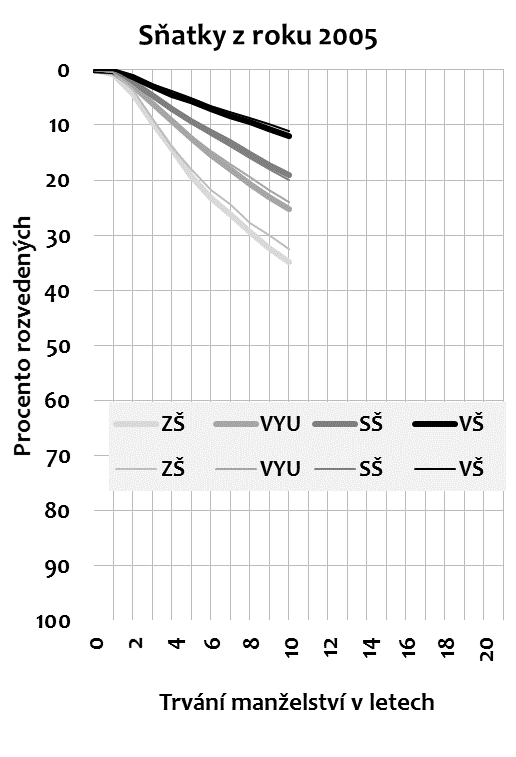 Sňatky z roku 2005
Procento rozvedených
0
10
20
30
40
50
60
70
80
90
100
ZŠ VYU SŠ VŠ
ZŠ VYU SŠ VŠ
0 2 4 6 8 10 12 14 16 18 20
Trvání manželství v letech